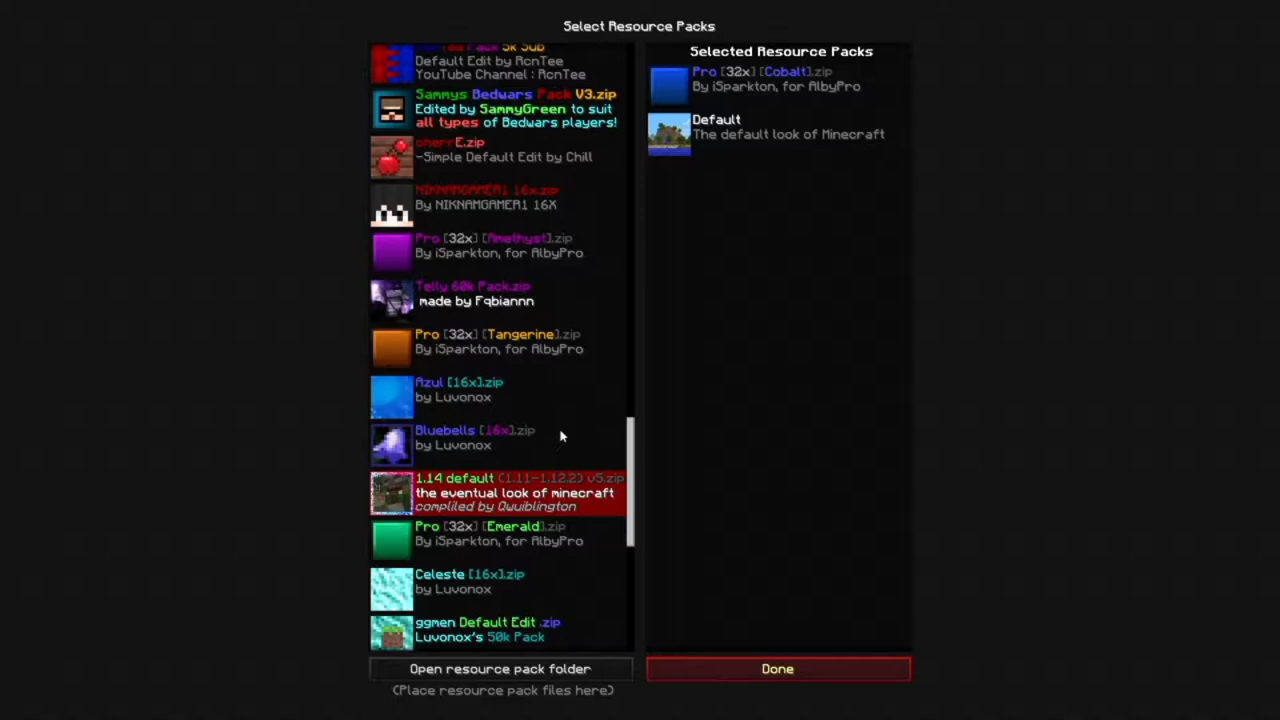 Select Resource Packs
Pack 5k Sub
Default Edit by RcnTee
YouTube Channel : RcnTee
Sammys Bedwars Pack V3.zip
Edited by SammyGreen to suit
all types of Bedwars players!
cherrE.zip
-Simple Default Edit by Chill
NIKNAMGAMER1 16x.zip
By NIKNAMGAMER1 16X
Pro [32x] [Amethyst].zip
By iSparkton, for AlbyPro
Telly 60k Pack.zip
made by Fqbiannn
Pro [32x] [Tangerine].zip
By iSparkton, for AlbyPro
Azul [16x].zip
by Luvonox
Bluebells [16x].zip
by Luvonox
1.14 default (1.11-1.12.2) v5.zip
the eventual look of minecraft
compiled by Qwuiblington
Pro [32x] [Emerald].zip
By iSparkton, for AlbyPro
Celeste [16x].zip
by Luvonox
ggmen Default Edit .zip
Luvonox's 50k Pack
Open resource pack folder
(Place resource pack files here)
Selected Resource Packs
Pro [32x] [Cobalt].zip
By iSparkton, for AlbyPro
Default
The default look of Minecraft
Done